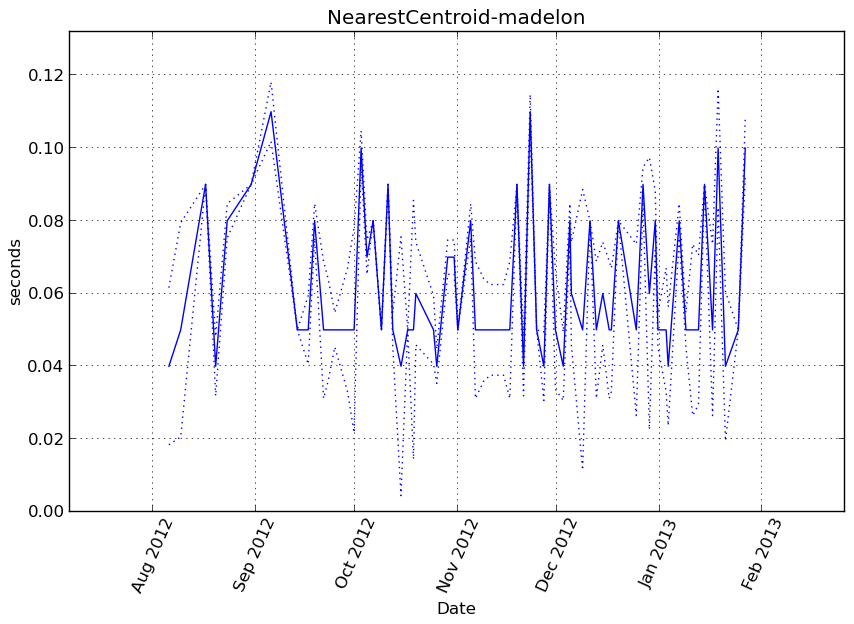 NearestCentroid-madelon
0.12
0.10
0.08
0.06
0.04
0.02
0.00
seconds
Aug 2012
Sep 2012
Oct 2012
Nov 2012
Dec 2012
Jan 2013
Feb 2013
Date